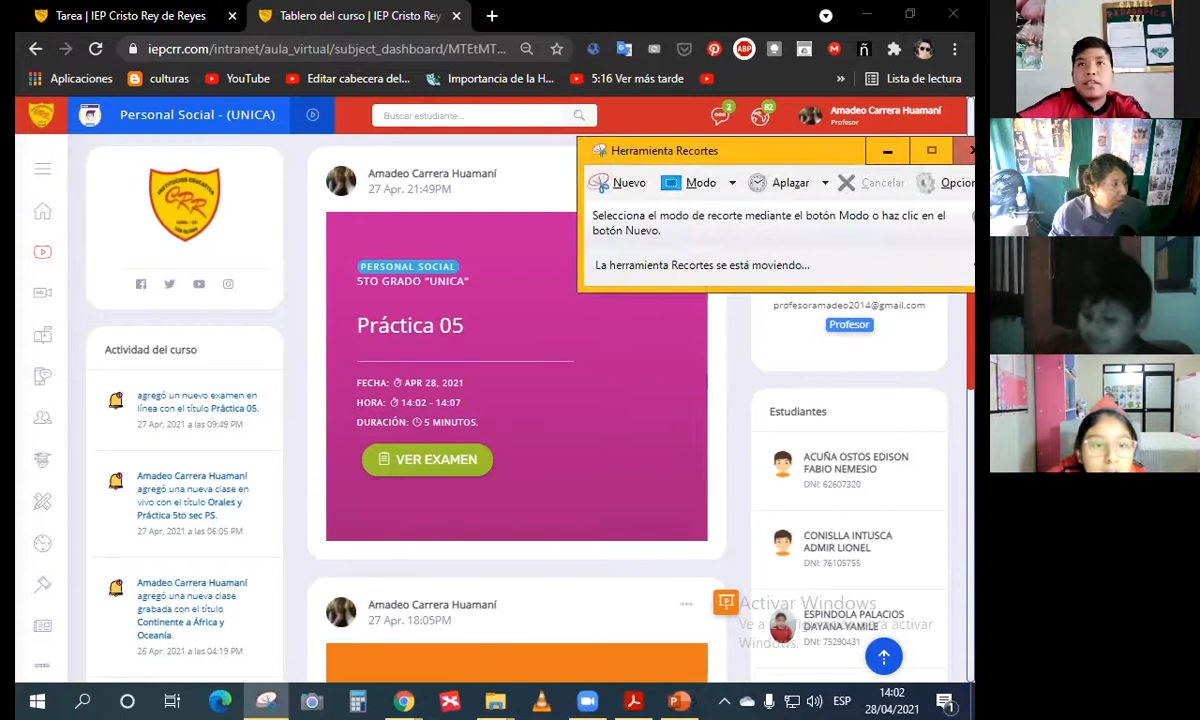 Tarea | IEP Cristo Rey de Reyes
Tablero del curso | IEP Cristo Rey
iepcrr.com/intranet/aula_virtual/subject_dashboard/MTEtMT...
Aplicaciones
culturas
YouTube
Editar cabecera del...
Importancia de la H...
5:16 Ver más tarde
»
Lista de lectura
Personal Social - (UNICA)
Buscar estudiante...
2
82
Amadeo Carrera Huamaní
Profesor
Herramienta Recortes
Nuevo
Modo
Aplazar
Cancelar
Opcion
Selecciona el modo de recorte mediante el botón Modo o haz clic en el
botón Nuevo.
La herramienta Recortes se está moviendo...
CRR
Actividad del curso
agregó un nuevo examen en
línea con el título Práctica 05.
27 Apr, 2021 a las 09:49 PM
Amadeo Carrera Huamaní
agregó una nueva clase en
vivo con el título Orales y
Práctica 5to sec PS.
27 Apr, 2021 a las 06:05 PM
Amadeo Carrera Huamaní
agregó una nueva clase
grabada con el título
Continente a África y
Oceanía.
26 Apr, 2021 a las 04:19 PM
Amadeo Carrera Huamaní
27 Apr. 21:49PM
PERSONAL SOCIAL
5TO GRADO "UNICA"
Práctica 05
FECHA: APR 28, 2021
HORA: 14:02 - 14:07
DURACIÓN: 5 MINUTOS.
VER EXAMEN
Amadeo Carrera Huamaní
27 Apr. 18:05PM
profesoramadeo2014@gmail.com
Profesor
Estudiantes
ACUÑA OSTOS EDISON
FABIO NEMESIO
DNI: 62607320
CONISLLA INTUSCA
ADMIR LIONEL
DNI: 76105755
ESPINDOLA PALACIOS
DAYANA YAMILE
DNI: 75290431
Activar Windows
Windows.
ESP
14:02
28/04/2021
1